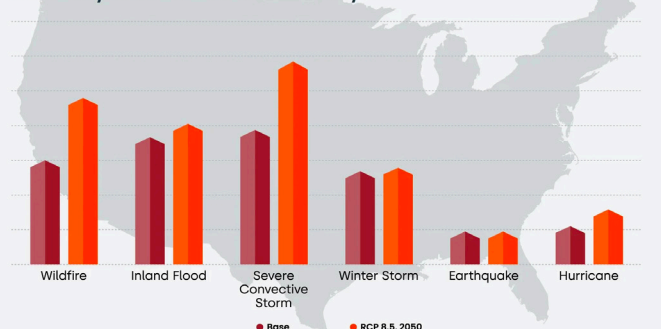 Wildfire
Inland Flood
Severe
Convective
Storm
Winter Storm
Earthquake
Hurricane
Base
RCP 8.5, 2050